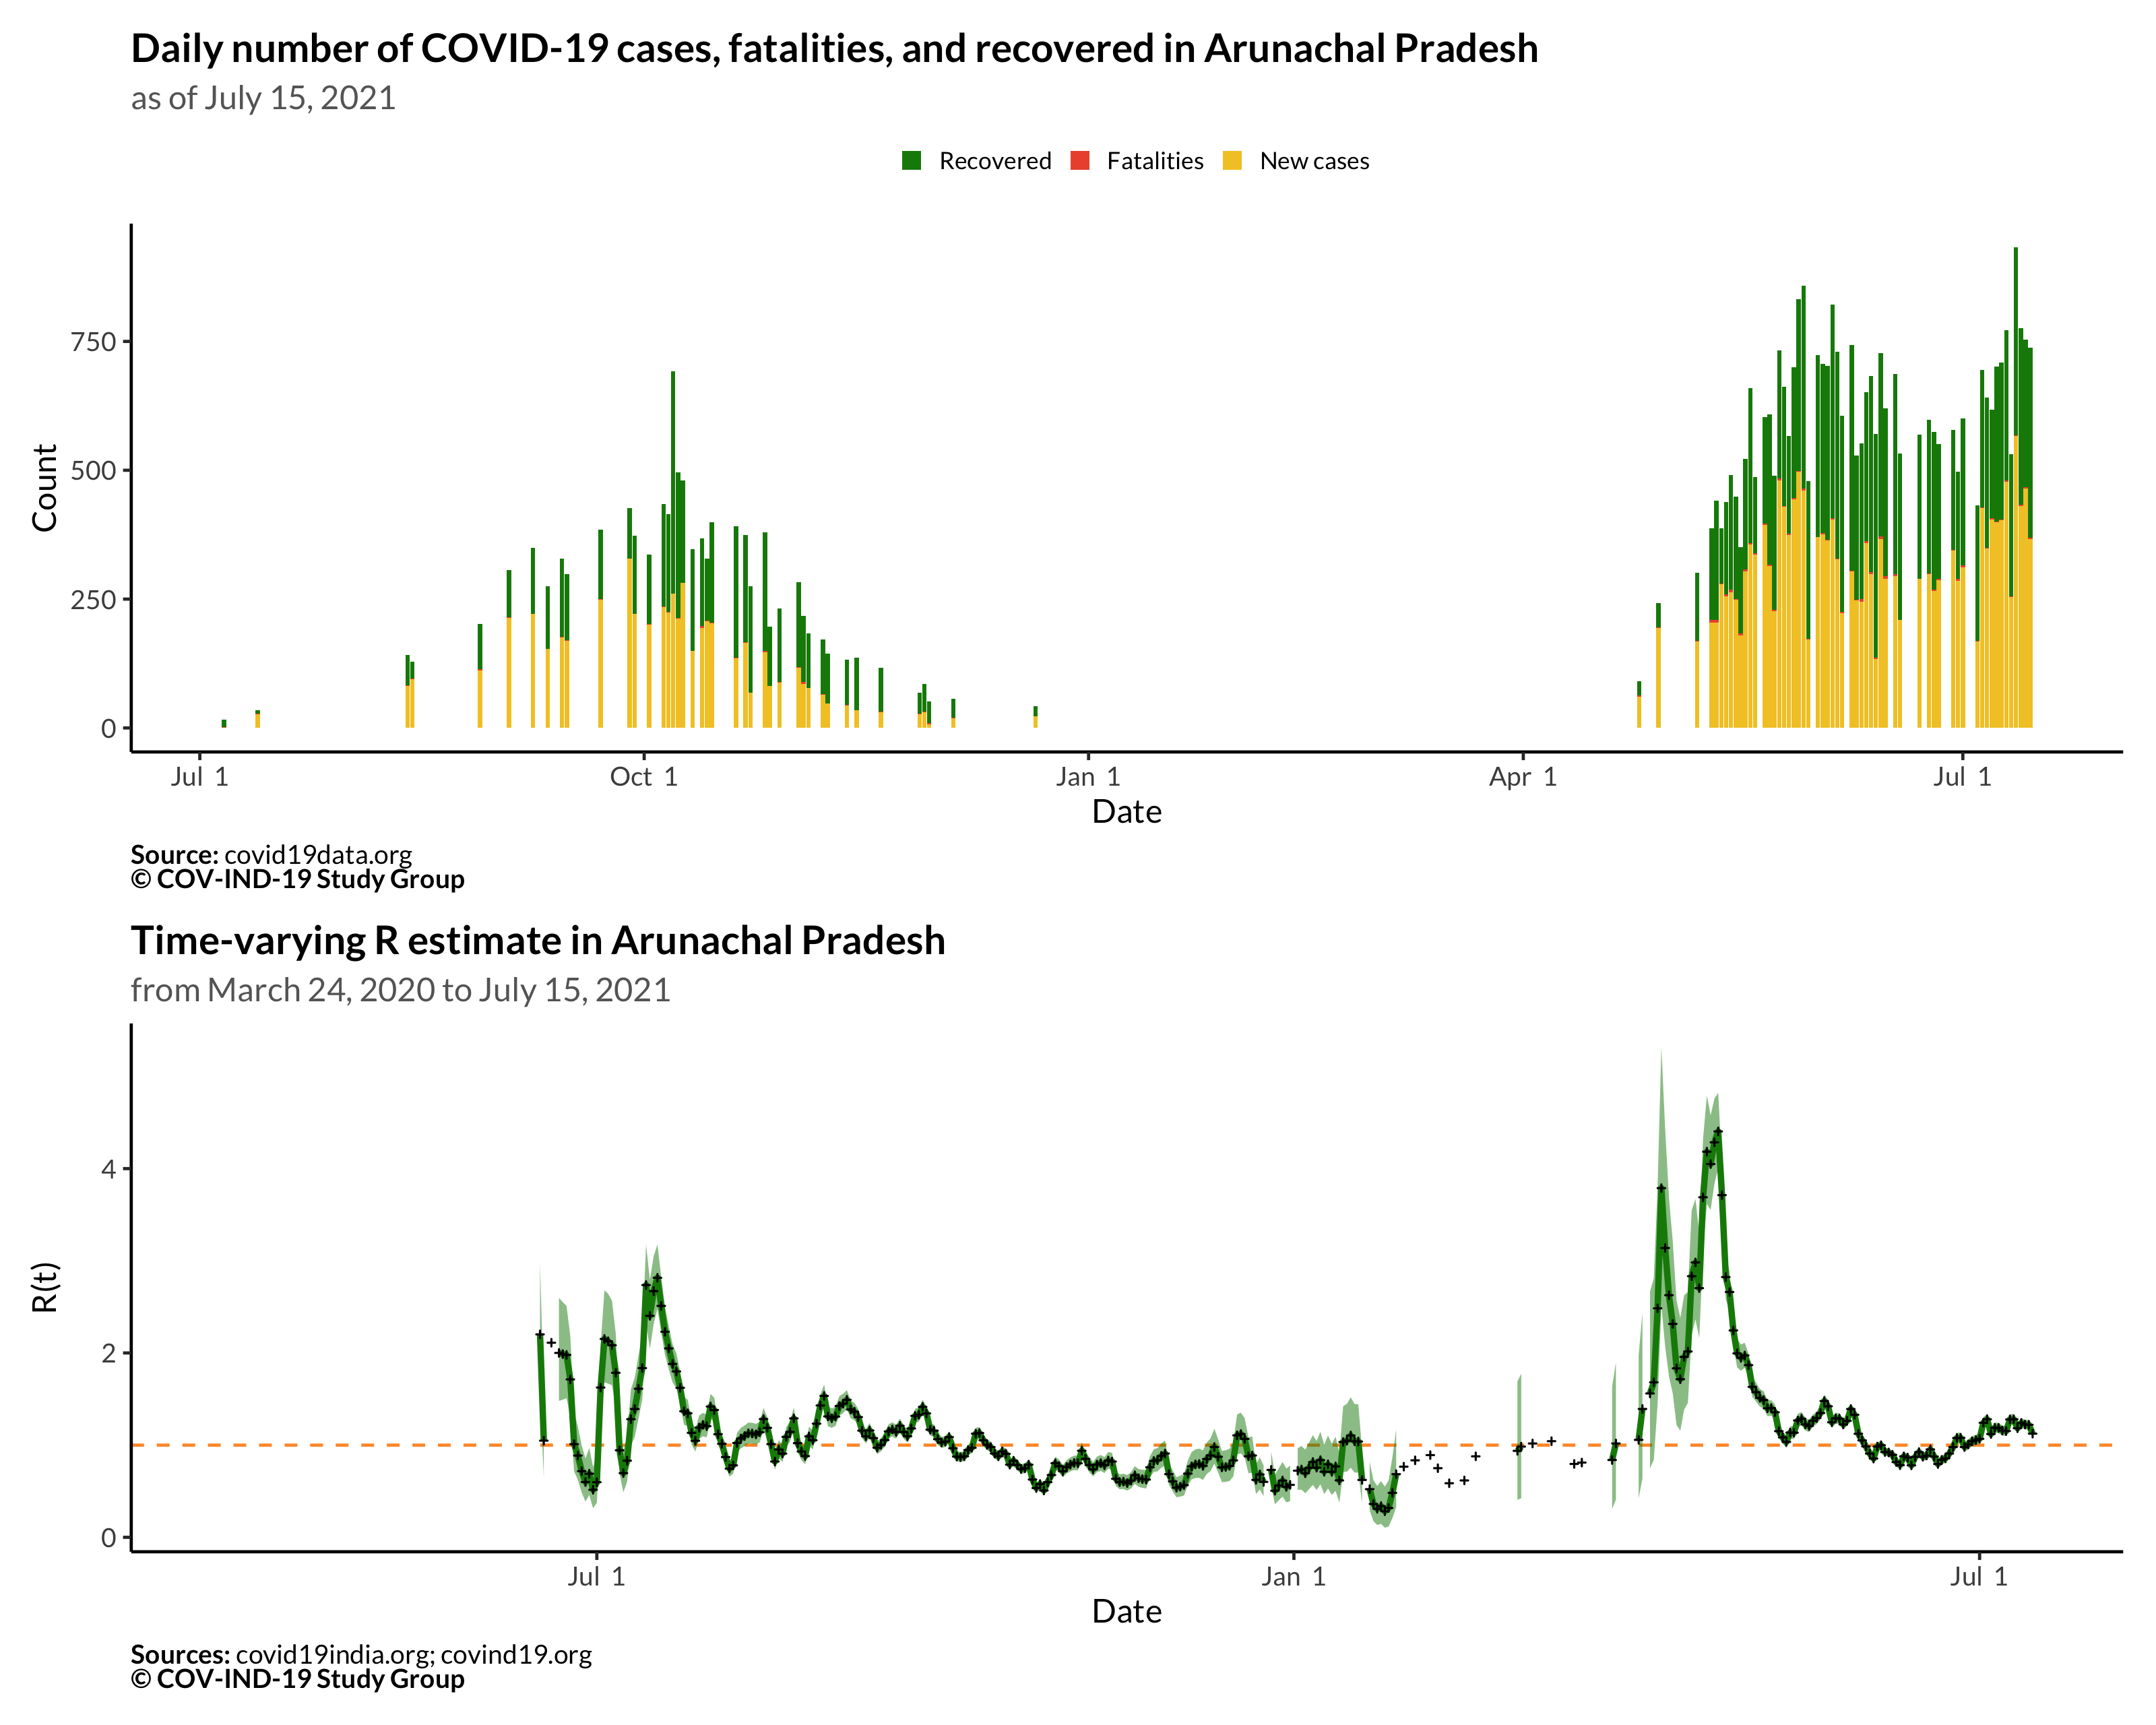 Daily number of COVID-19 cases, fatalities, and recovered in Arunachal Pradesh
as of July 15, 2021
Recovered Fatalities New cases
Count
750
500
250
0
Jul 1 Oct 1 Jan 1 Apr 1 Jul 1
Date
Source: covid19data.org
© COV-IND-19 Study Group
Time-varying R estimate in Arunachal Pradesh
from March 24, 2020 to July 15, 2021
R(t)
4
2
0
Jul 1 Jan 1 Jul 1
Date
Sources: covid19india.org; covind19.org
© COV-IND-19 Study Group